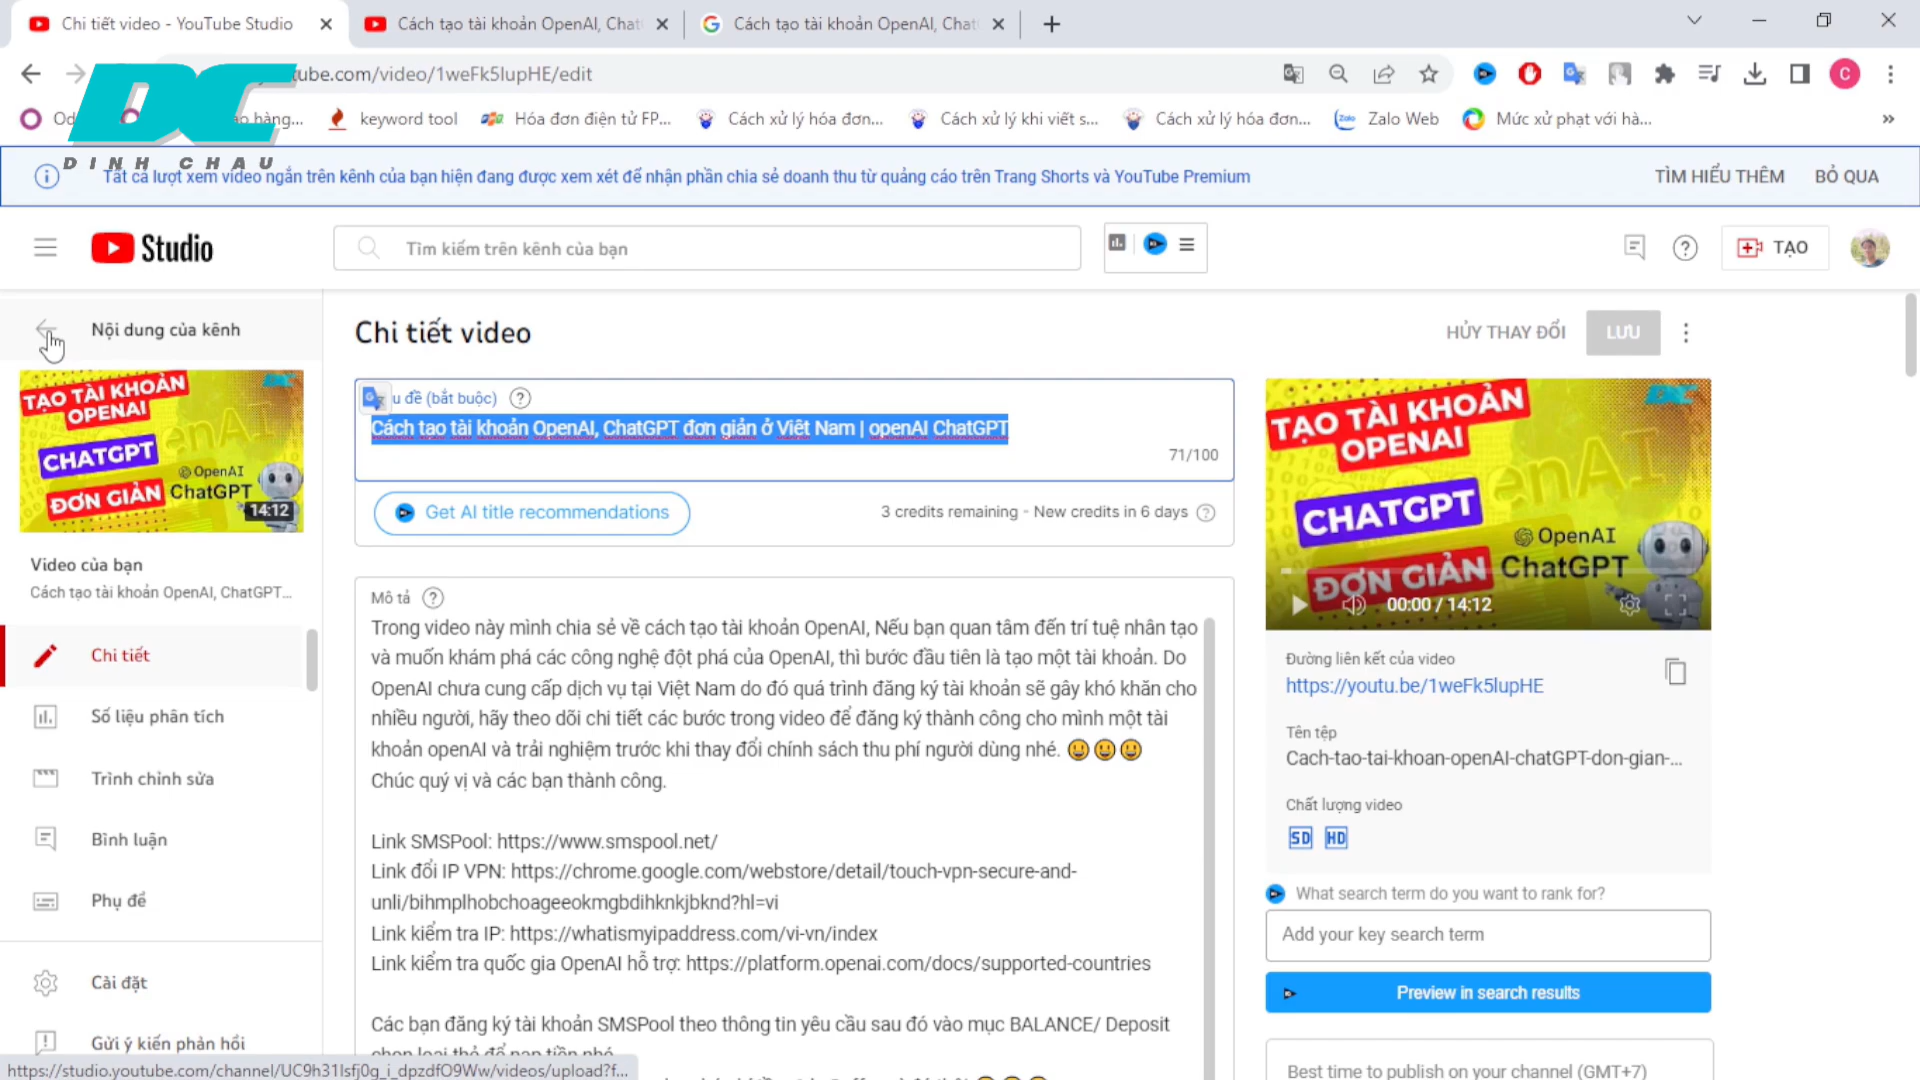 Chi tiết video - YouTube Studio
Cách tạo tài khoản OpenAI, Chat
Cách tạo tài khoản OpenAI, Chat
ube.com/video/1weFk5lupHE/edit
keyword tool
Hóa đơn điện tử FP...
Cách xử lý hóa đơn...
Cách xử lý khi viết s...
Cách xử lý hóa đơn...
Zalo Web
Mức xử phạt với hà...
DC
DINH CHAU
Tất cả lượt xem video ngắn trên kênh của bạn hiện đang được xem xét để nhận phần chia sẻ doanh thu từ quảng cáo trên Trang Shorts và YouTube Premium
TÌM HIỂU THÊM
BỎ QUA
Studio
Tìm kiếm trên kênh của bạn
TẠO
Nội dung của kênh
TẠO TÀI KHOẢN
OPENAI
CHATGPT
OpenAI
ChatGPT
ĐƠN GIẢN
14:12
Video của bạn
Cách tạo tài khoản OpenAI, ChatGPT...
Chi tiết
Số liệu phân tích
Trình chỉnh sửa
Bình luận
Phụ đề
Cài đặt
Gửi ý kiến phản hồi
Chi tiết video
HỦY THAY ĐỔI
LƯU
u đề (bắt buộc)
Cách tạo tài khoản OpenAI, ChatGPT đơn giản ở Việt Nam | openAI ChatGPT
71/100
Get AI title recommendations
3 credits remaining - New credits in 6 days
Mô tả
Trong video này mình chia sẻ về cách tạo tài khoản OpenAI, Nếu bạn quan tâm đến trí tuệ nhân tạo
và muốn khám phá các công nghệ đột phá của OpenAI, thì bước đầu tiên là tạo một tài khoản. Do
OpenAI chưa cung cấp dịch vụ tại Việt Nam do đó quá trình đăng ký tài khoản sẽ gây khó khăn cho
nhiều người, hãy theo dõi chi tiết các bước trong video để đăng ký thành công cho mình một tài
khoản openAI và trải nghiệm trước khi thay đổi chính sách thu phí người dùng nhé. 😀😀😀
Chúc quý vị và các bạn thành công.
Link SMSPool: https://www.smspool.net/
Link đổi IP VPN: https://chrome.google.com/webstore/detail/touch-vpn-secure-and-
unli/bihmplhobchoageeokmgbdihknkjbknd?hl=vi
Link kiểm tra IP: https://whatismyipaddress.com/vi-vn/index
Link kiểm tra quốc gia OpenAI hỗ trợ: https://platform.openai.com/docs/supported-countries
Các bạn đăng ký tài khoản SMSPool theo thông tin yêu cầu sau đó vào mục BALANCE/ Deposit
chọn loại thẻ để nạp tiền nhé
TẠO TÀI KHOẢN
OPENAI
CHATGPT
OpenAI
ChatGPT
ĐƠN GIẢN
00:00 / 14:12
Đường liên kết của video
https://youtu.be/1weFk5lupHE
Tên tệp
Cach-tao-tai-khoan-openAI-chatGPT-don-gian-...
Chất lượng video
SD HD
What search term do you want to rank for?
Add your key search term
Preview in search results
Best time to publish on your channel (GMT+7)
https://studio.youtube.com/channel/UC9h31lsfj0g_i_dpzdfO9Ww/videos/upload?f...